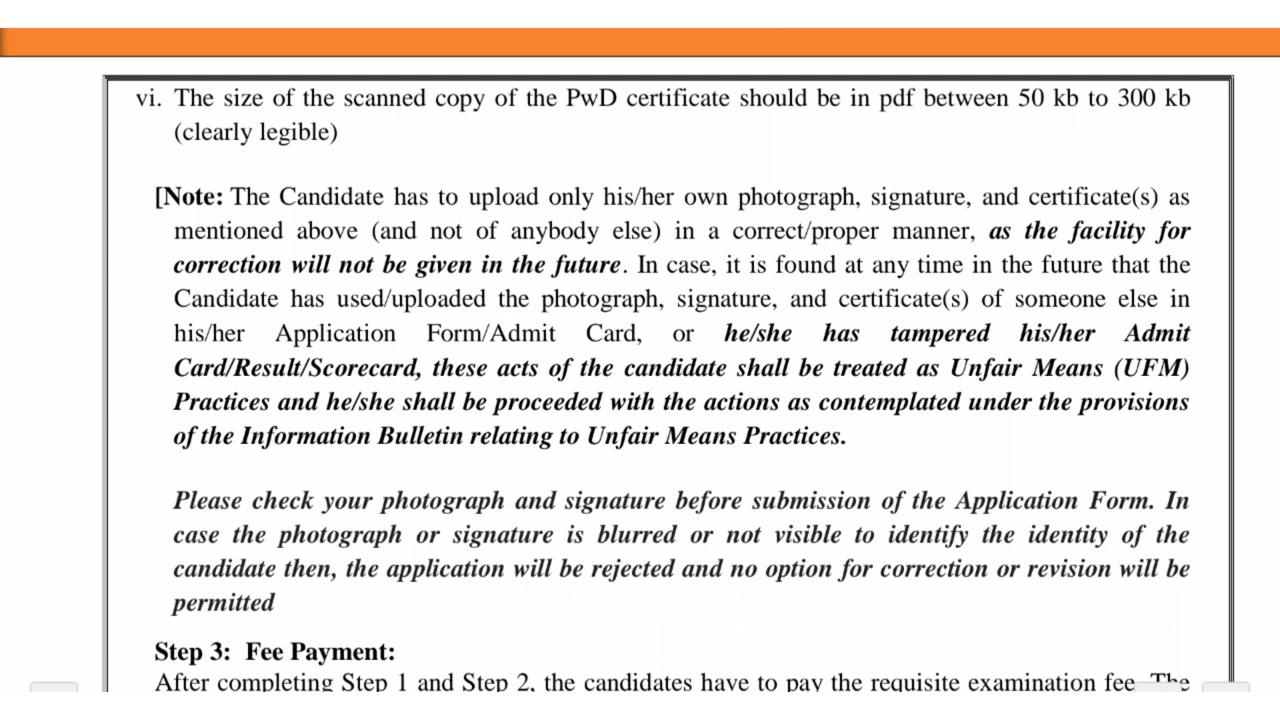 vi. The size of the scanned copy of the PwD certificate should be in pdf between 50 kb to 300 kb
(clearly legible)
[Note: The Candidate has to upload only his/her own photograph, signature, and certificate(s) as
mentioned above (and not of anybody else) in a correct/proper manner, as the facility for
correction will not be given in the future. In case, it is found at any time in the future that the
Candidate has used/uploaded the photograph, signature, and certificate(s) of someone else in
his/her Application Form/Admit Card, or he/she has tampered his/her Admit
Card/Result/Scorecard, these acts of the candidate shall be treated as Unfair Means (UFM)
Practices and he/she shall be proceeded with the actions as contemplated under the provisions
of the Information Bulletin relating to Unfair Means Practices.
Please check your photograph and signature before submission of the Application Form. In
case the photograph or signature is blurred or not visible to identify the identity of the
candidate then, the application will be rejected and no option for correction or revision will be
permitted
Step 3: Fee Payment:
After completing Step 1 and Step 2, the candidates have to pay the requisite examination fee. The